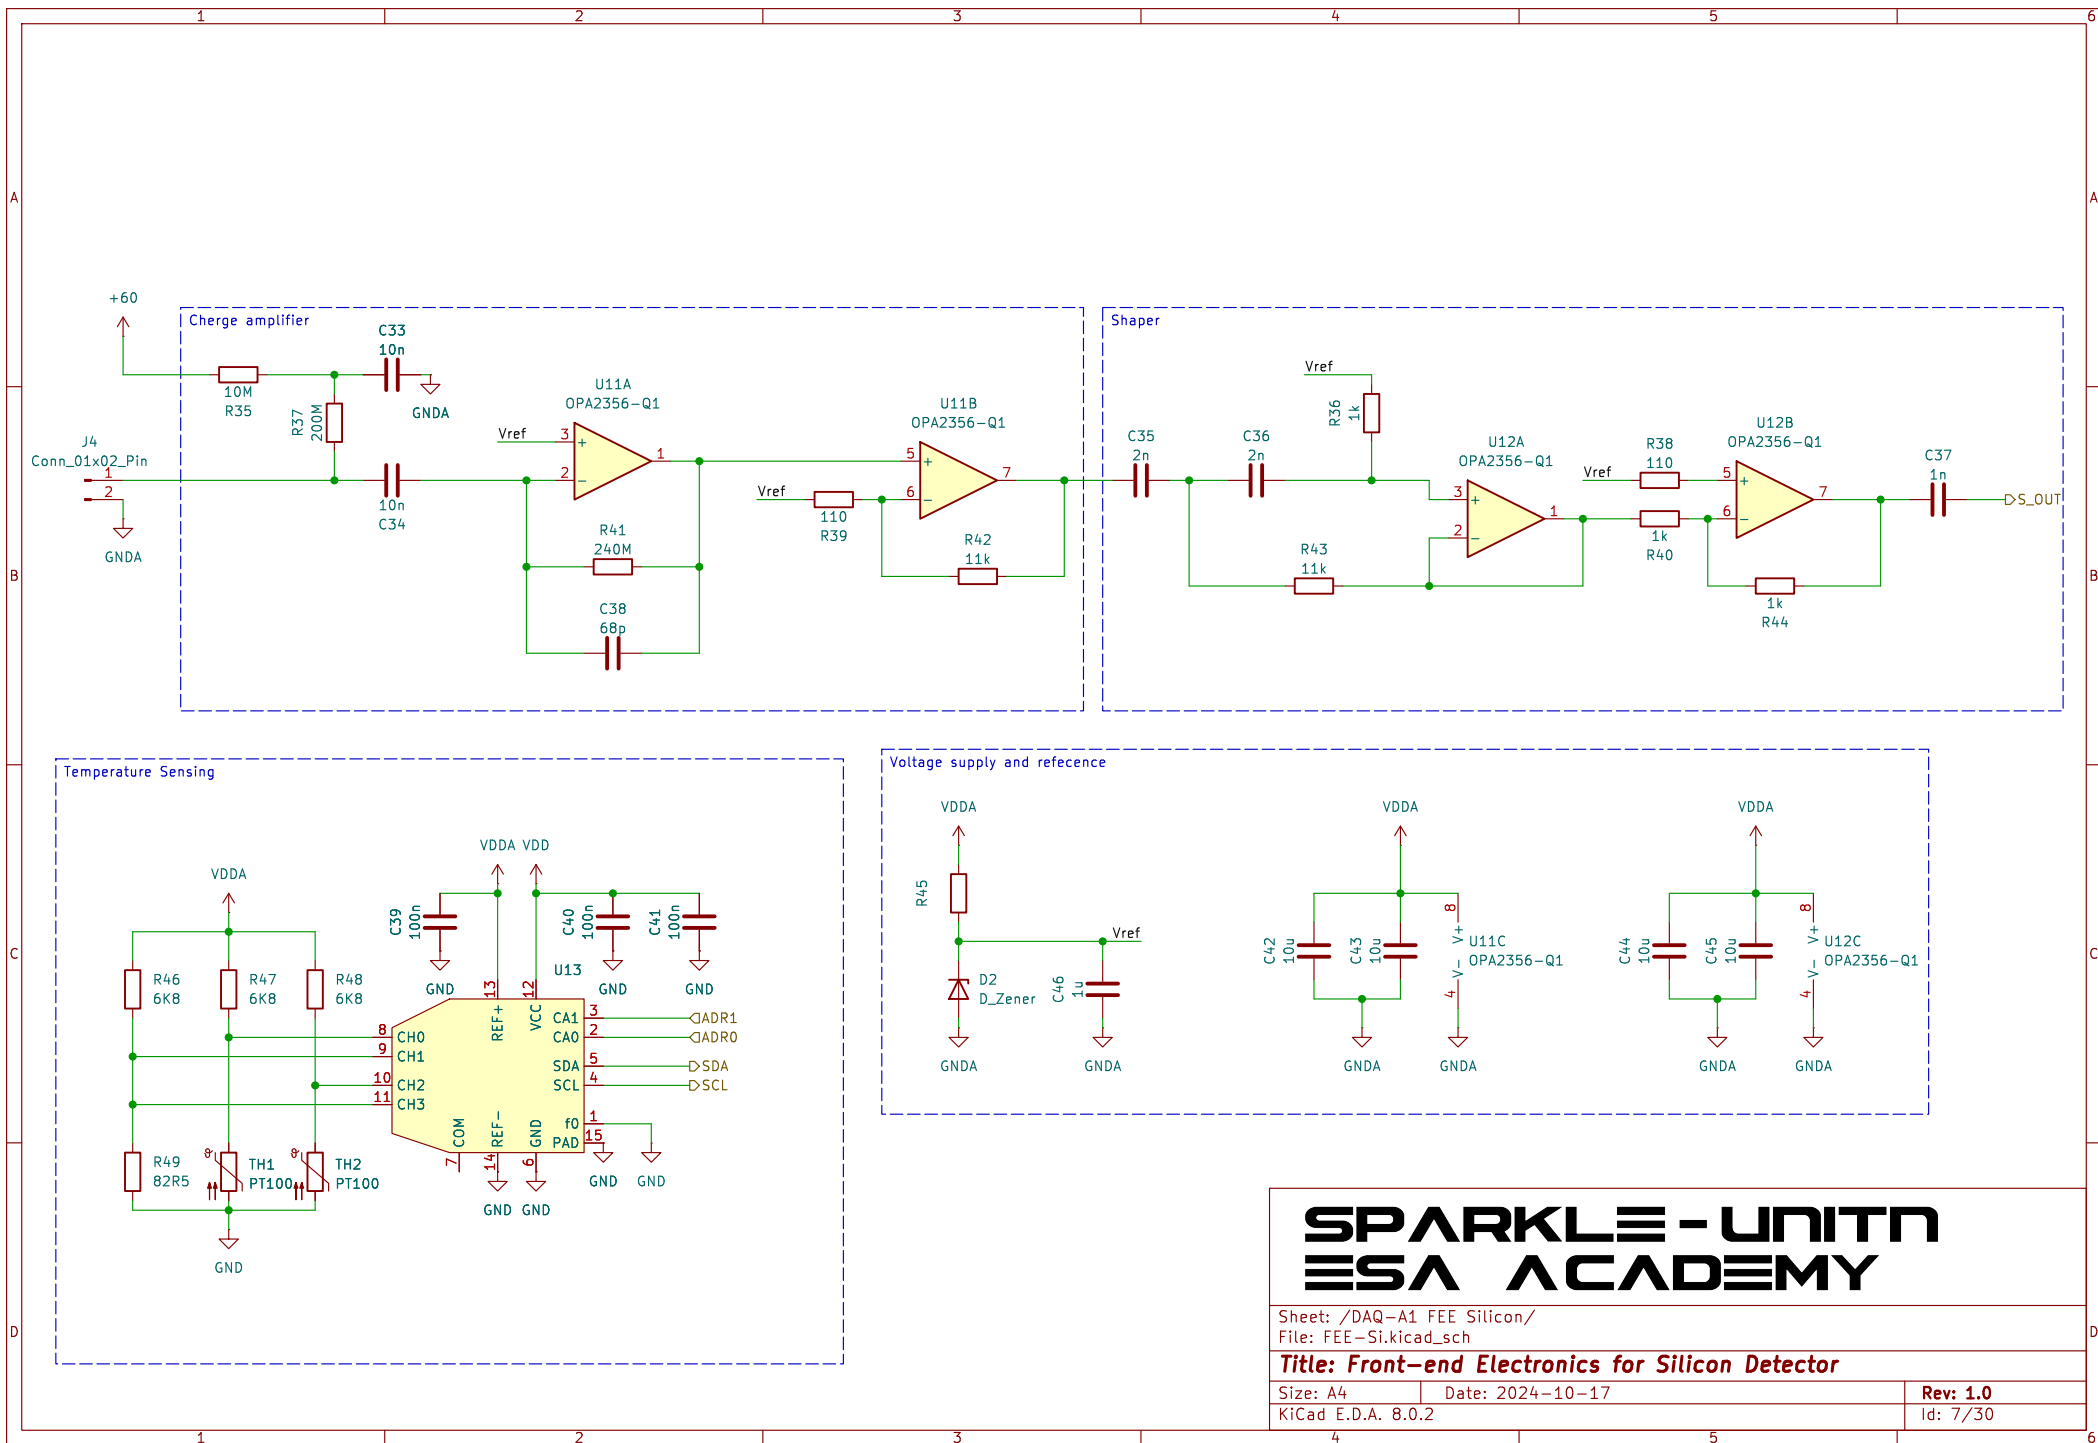 1 2 3 4 5 6
A A
B B
C C
D D
1 2 3 4 5 6
+60
Cherge amplifier
C33
10n
GNDA
10M
R35
R37
200M
J4
Conn_01x02_Pin
1
2
GNDA
10n
C34
U11A
OPA2356-Q1
Vref
3
+
2
−
1
R41
240M
C38
68p
U11B
OPA2356-Q1
5
+
6
−
7
Vref
110
R39
R42
11k
Shaper
C35
2n
C36
2n
Vref
R36
1k
U12A
OPA2356-Q1
3
+
2
−
1
R43
11k
Vref
R38
110
1k
R40
U12B
OPA2356-Q1
5
+
6
−
7
1k
R44
C37
1n
S_OUT
Temperature Sensing
VDDA
R46
6K8
R47
6K8
R48
6K8
R49
82R5
TH1
PT100
TH2
PT100
GND
VDDA VDD
C39
100n
GND
C40
100n
GND
C41
100n
GND
U13
13
REF+
12
VCC
8 CH0
9 CH1
10 CH2
11 CH3
CA1 3 ADR1
CA0 2 ADR0
SDA 5 SDA
SCL 4 SCL
f0 1
PAD 15
COM
7
REF-
14
GND
6
GND GND
GND GND
Voltage supply and refecence
VDDA
R45
Vref
D2
D_Zener
C46
1u
GNDA
GNDA
VDDA
C42
10u
C43
10u
8
V+
V-
4
U11C
OPA2356-Q1
GNDA
GNDA
VDDA
C44
10u
C45
10u
8
V+
V-
4
U12C
OPA2356-Q1
GNDA
GNDA
SPARKLE-UNITN
ESA ACADEMY
Sheet: /DAQ-A1 FEE Silicon/
File: FEE-Si.kicad_sch
Title: Front-end Electronics for Silicon Detector
Size: A4 Date: 2024-10-17 Rev: 1.0
KiCad E.D.A. 8.0.2 Id: 7/30